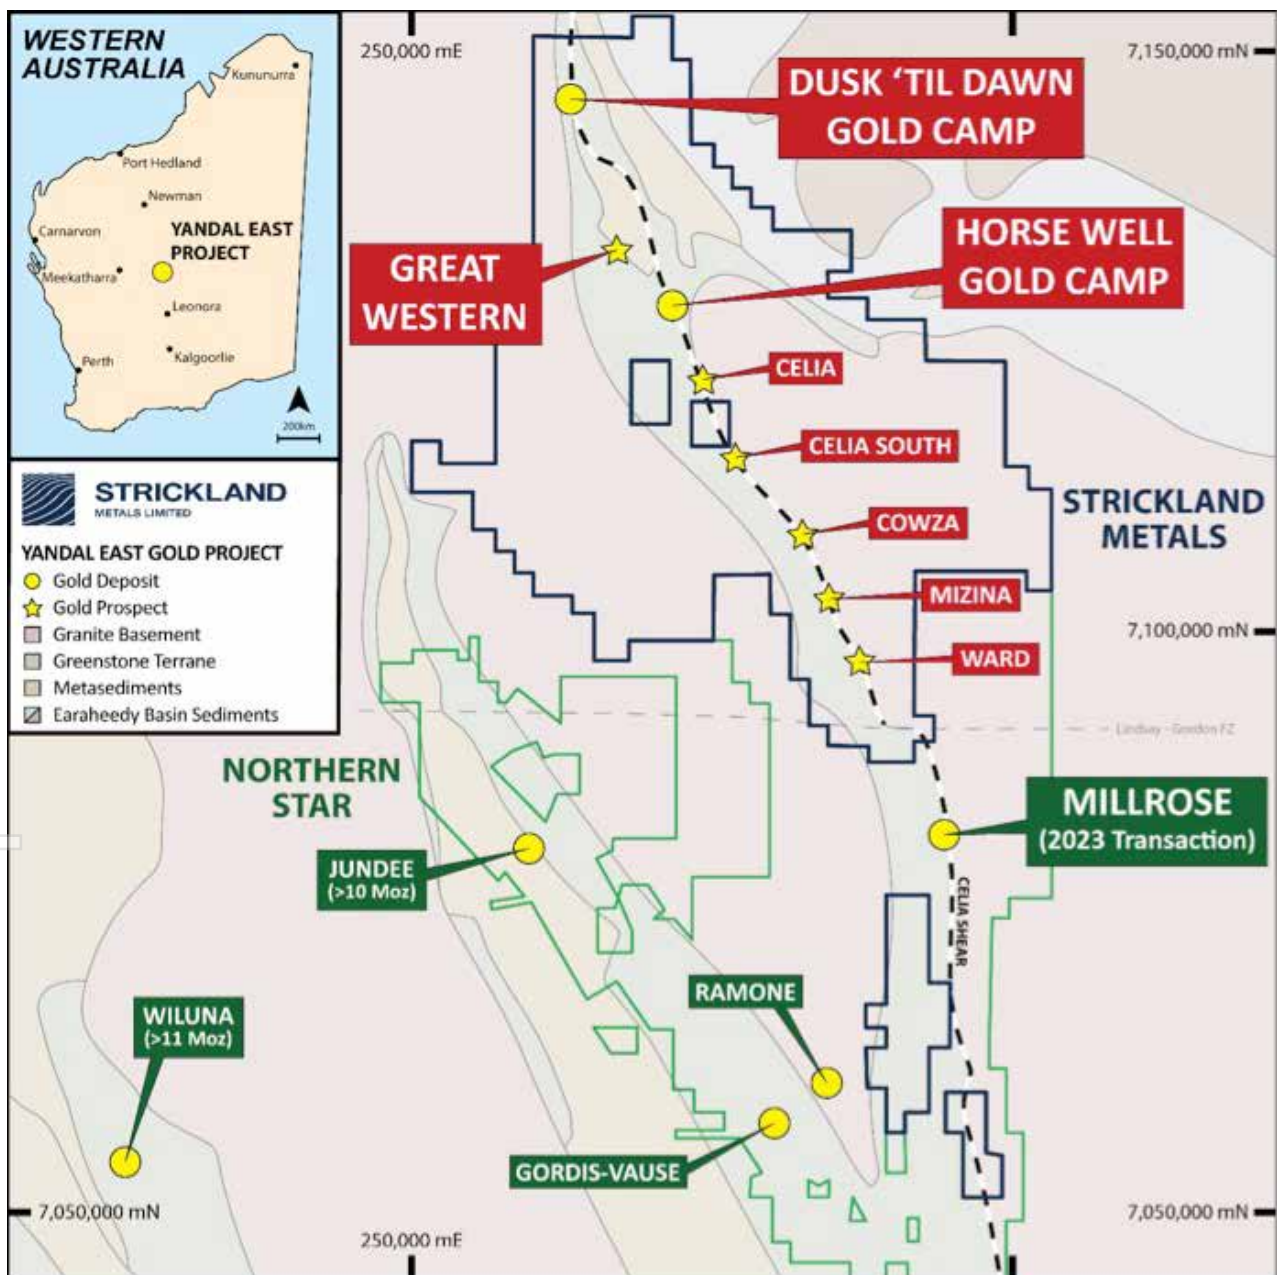 WESTERN
AUSTRALIA
Kununurra
Port Hedland
Newman
Carnarvon
YANDAL EAST
PROJECT
Meekatharra
Leonora
Perth
Kalgoorlie
200km
STRICKLAND
METALS LIMITED
YANDAL EAST GOLD PROJECT
Gold Deposit
Gold Prospect
Granite Basement
Greenstone Terrane
Metasediments
Earaheedy Basin Sediments
250,000 mE
7,150,000 mN
DUSK ‘TIL DAWN
GOLD CAMP
HORSE WELL
GOLD CAMP
GREAT
WESTERN
CELIA
CELIA SOUTH
STRICKLAND
METALS
COWZA
MIZINA
7,100,000 mN
WARD
Lindsay - Gordon FZ
NORTHERN
STAR
MILLROSE
(2023 Transaction)
JUNDEE
(>10 Moz)
CELIA SHEAR
RAMONE
WILUNA
(>11 Moz)
GORDIS-VAUSE
7,050,000 mN
7,050,000 mN
250,000 mE